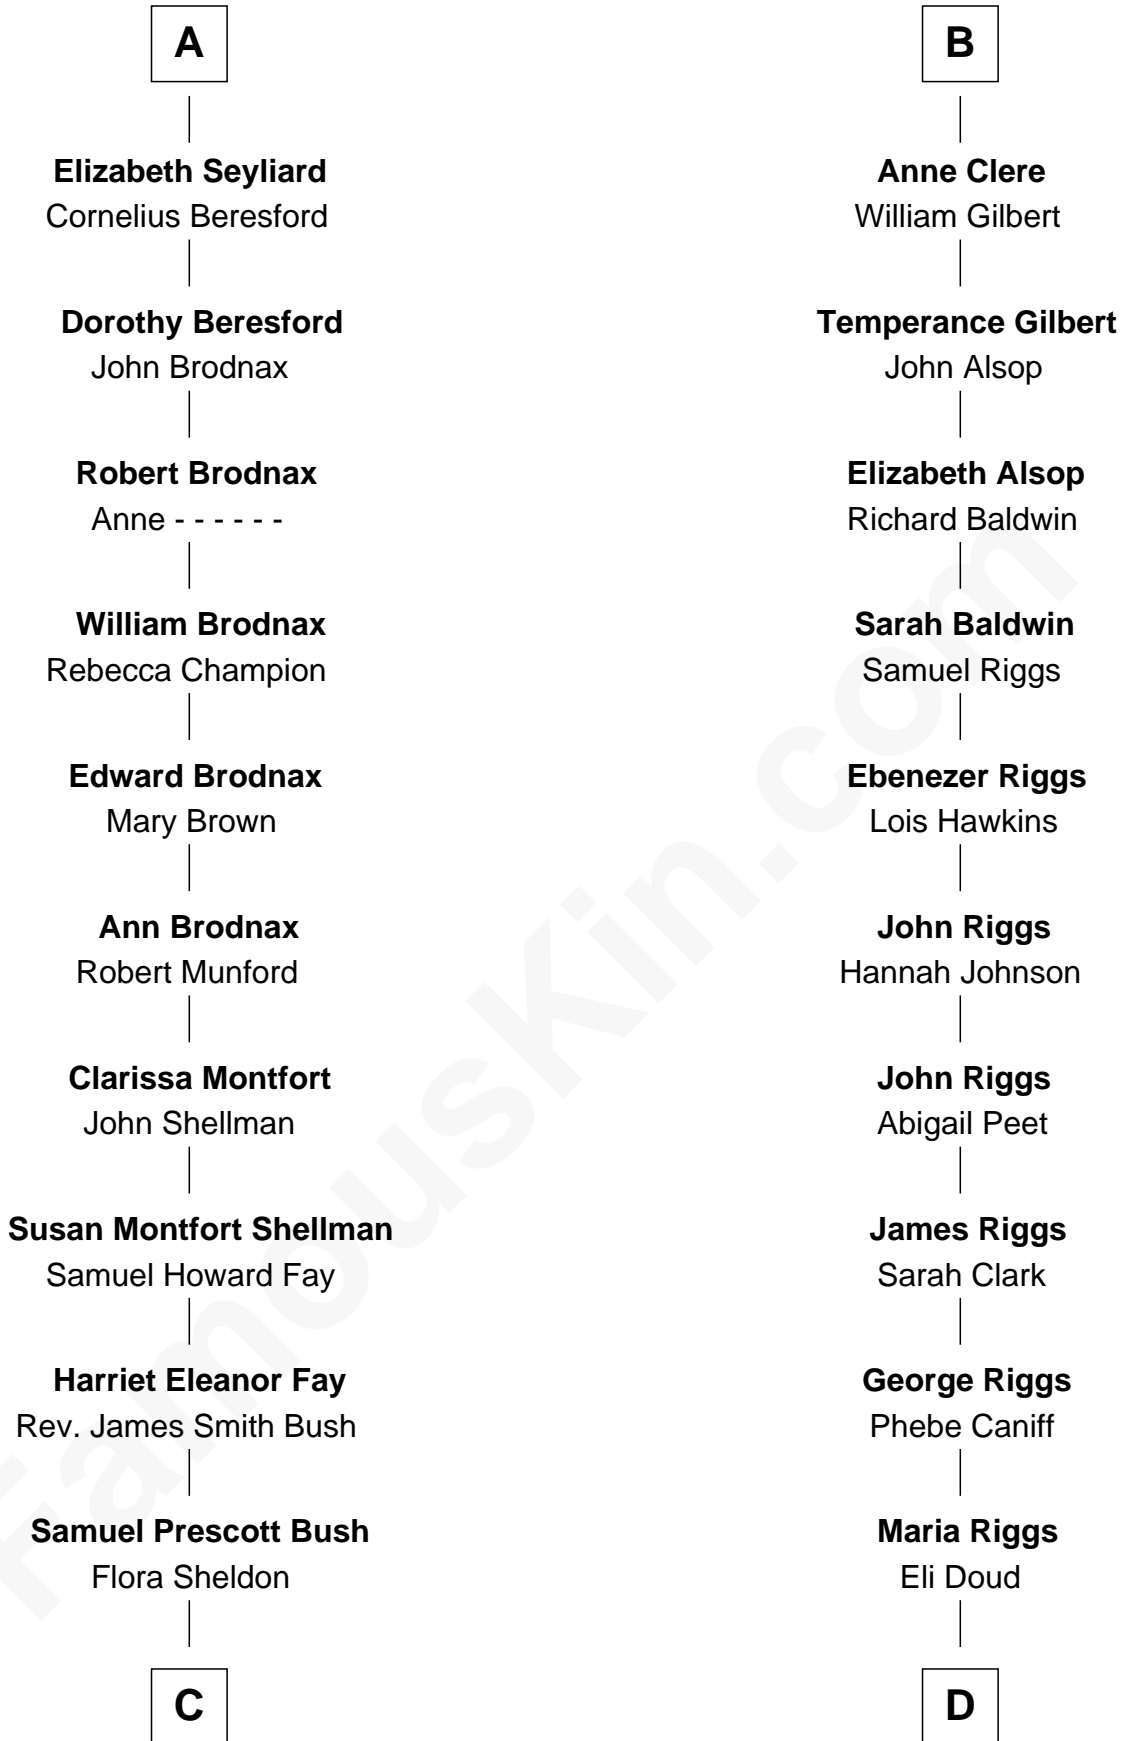 A
Elizabeth Seyliard
Cornelius Beresford
Dorothy Beresford
John Brodnax
Robert Brodnax
Anne - - - - - -
William Brodnax
Rebecca Champion
Edward Brodnax
Mary Brown
Ann Brodnax
Robert Munford
Clarissa Montfort
John Shellman
Susan Montfort Shellman
Samuel Howard Fay
Harriet Eleanor Fay
Rev. James Smith Bush
Samuel Prescott Bush
Flora Sheldon
C
B
Anne Clere
William Gilbert
Temperance Gilbert
John Alsop
Elizabeth Alsop
Richard Baldwin
Sarah Baldwin
Samuel Riggs
Ebenezer Riggs
Lois Hawkins
John Riggs
Hannah Johnson
John Riggs
Abigail Peet
James Riggs
Sarah Clark
George Riggs
Phebe Caniff
Maria Riggs
Eli Doud
D
FamousKin.com